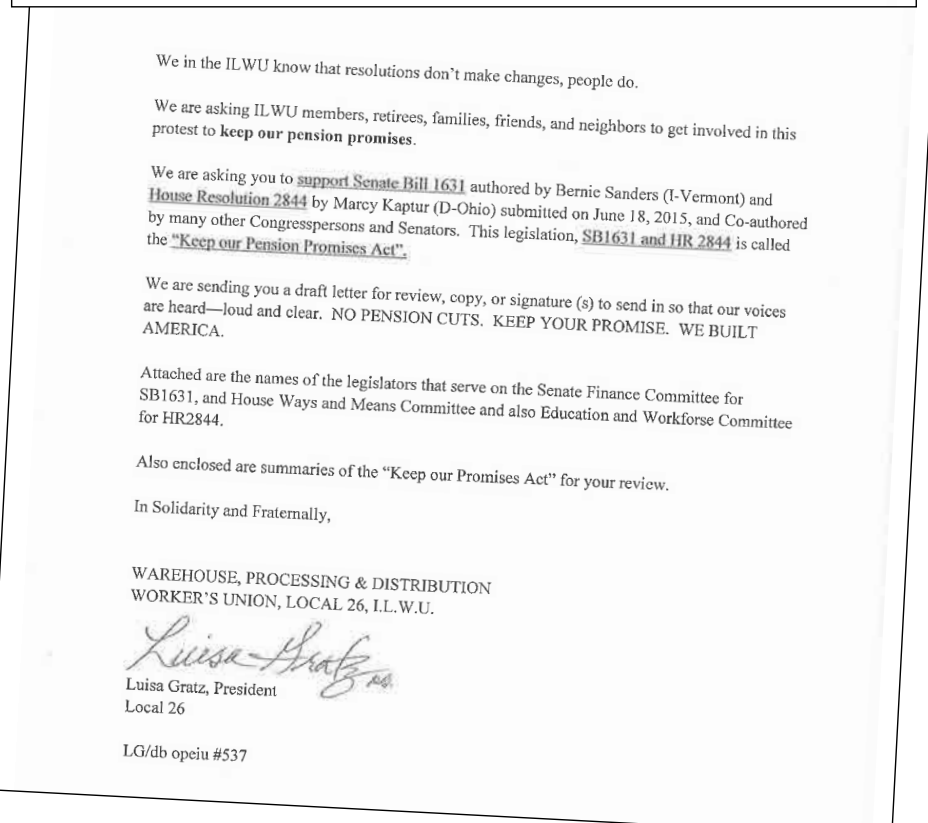 We in the ILWU know that resolutions don't make changes, people do.
We are asking ILWU members, retirees, families, friends, and neighbors to get involved in this
protest to keep our pension promises.
We are asking you to support Senate Bill 1631 authored by Bernie Sanders (I-Vermont) and
House Resolution 2844 by Marcy Kaptur (D-Ohio) submitted on June 18, 2015, and Co-authored
by many other Congresspersons and Senators. This legislation, SB1631 and HR 2844 is called
the "Keep our Pension Promises Act".
We are sending you a draft letter for review, copy, or signature (s) to send in so that our voices
are heard—loud and clear. NO PENSION CUTS. KEEP YOUR PROMISE. WE BUILT
AMERICA.
Attached are the names of the legislators that serve on the Senate Finance Committee for
SB1631, and House Ways and Means Committee and also Education and Workforse Committee
for HR2844.
Also enclosed are summaries of the "Keep our Promises Act" for your review.
In Solidarity and Fraternally,
WAREHOUSE, PROCESSING & DISTRIBUTION
WORKER'S UNION, LOCAL 26, I.L.W.U.
Luisa Gratz
Luisa Gratz, President
Local 26
LG/db opeiu #537